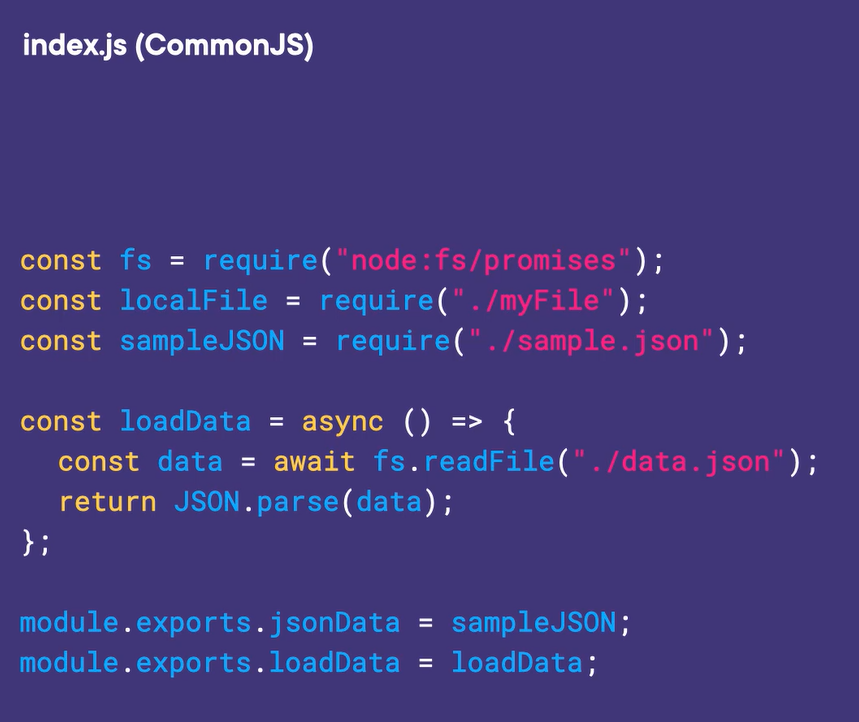 index.js (CommonJS)
const fs = require("node:fs/promises");
const localFile = require("./myFile");
const sampleJSON = require("./sample.json");
const loadData = async () => {
const data = await fs.readFile("./data.json");
return JSON.parse(data);
};
module.exports.jsonData = sampleJSON;
module.exports.loadData = loadData;